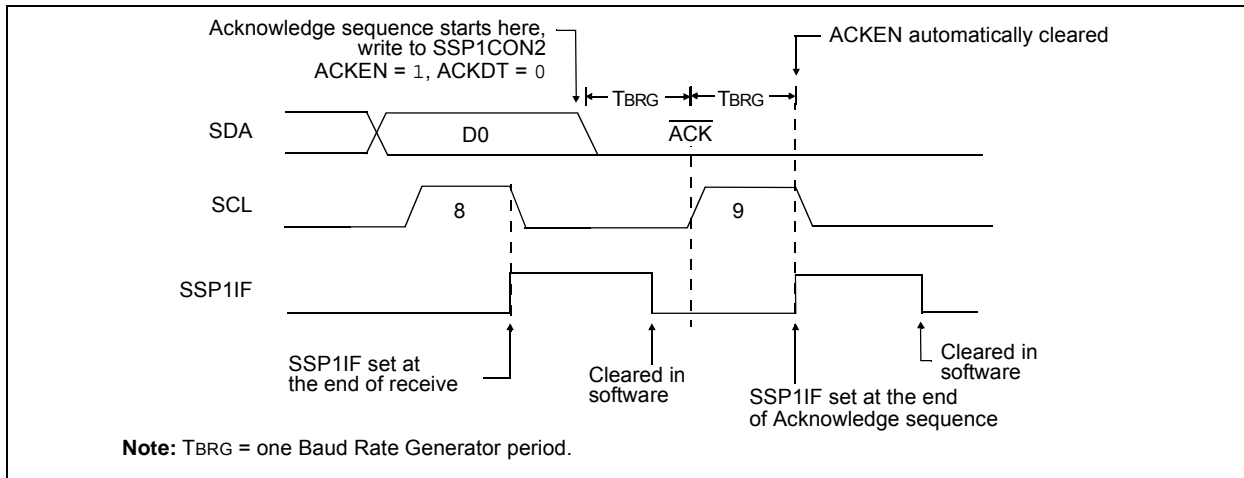 Acknowledge sequence starts here,
write to SSP1CON2
ACKEN = 1, ACKDT = 0
ACKEN automatically cleared
TBRG
TBRG
SDA
D0
ACK
SCL
8
9
SSP1IF
SSP1IF set at
the end of receive
Cleared in
software
SSP1IF set at the end
of Acknowledge sequence
Cleared in
software
Note: TBRG = one Baud Rate Generator period.